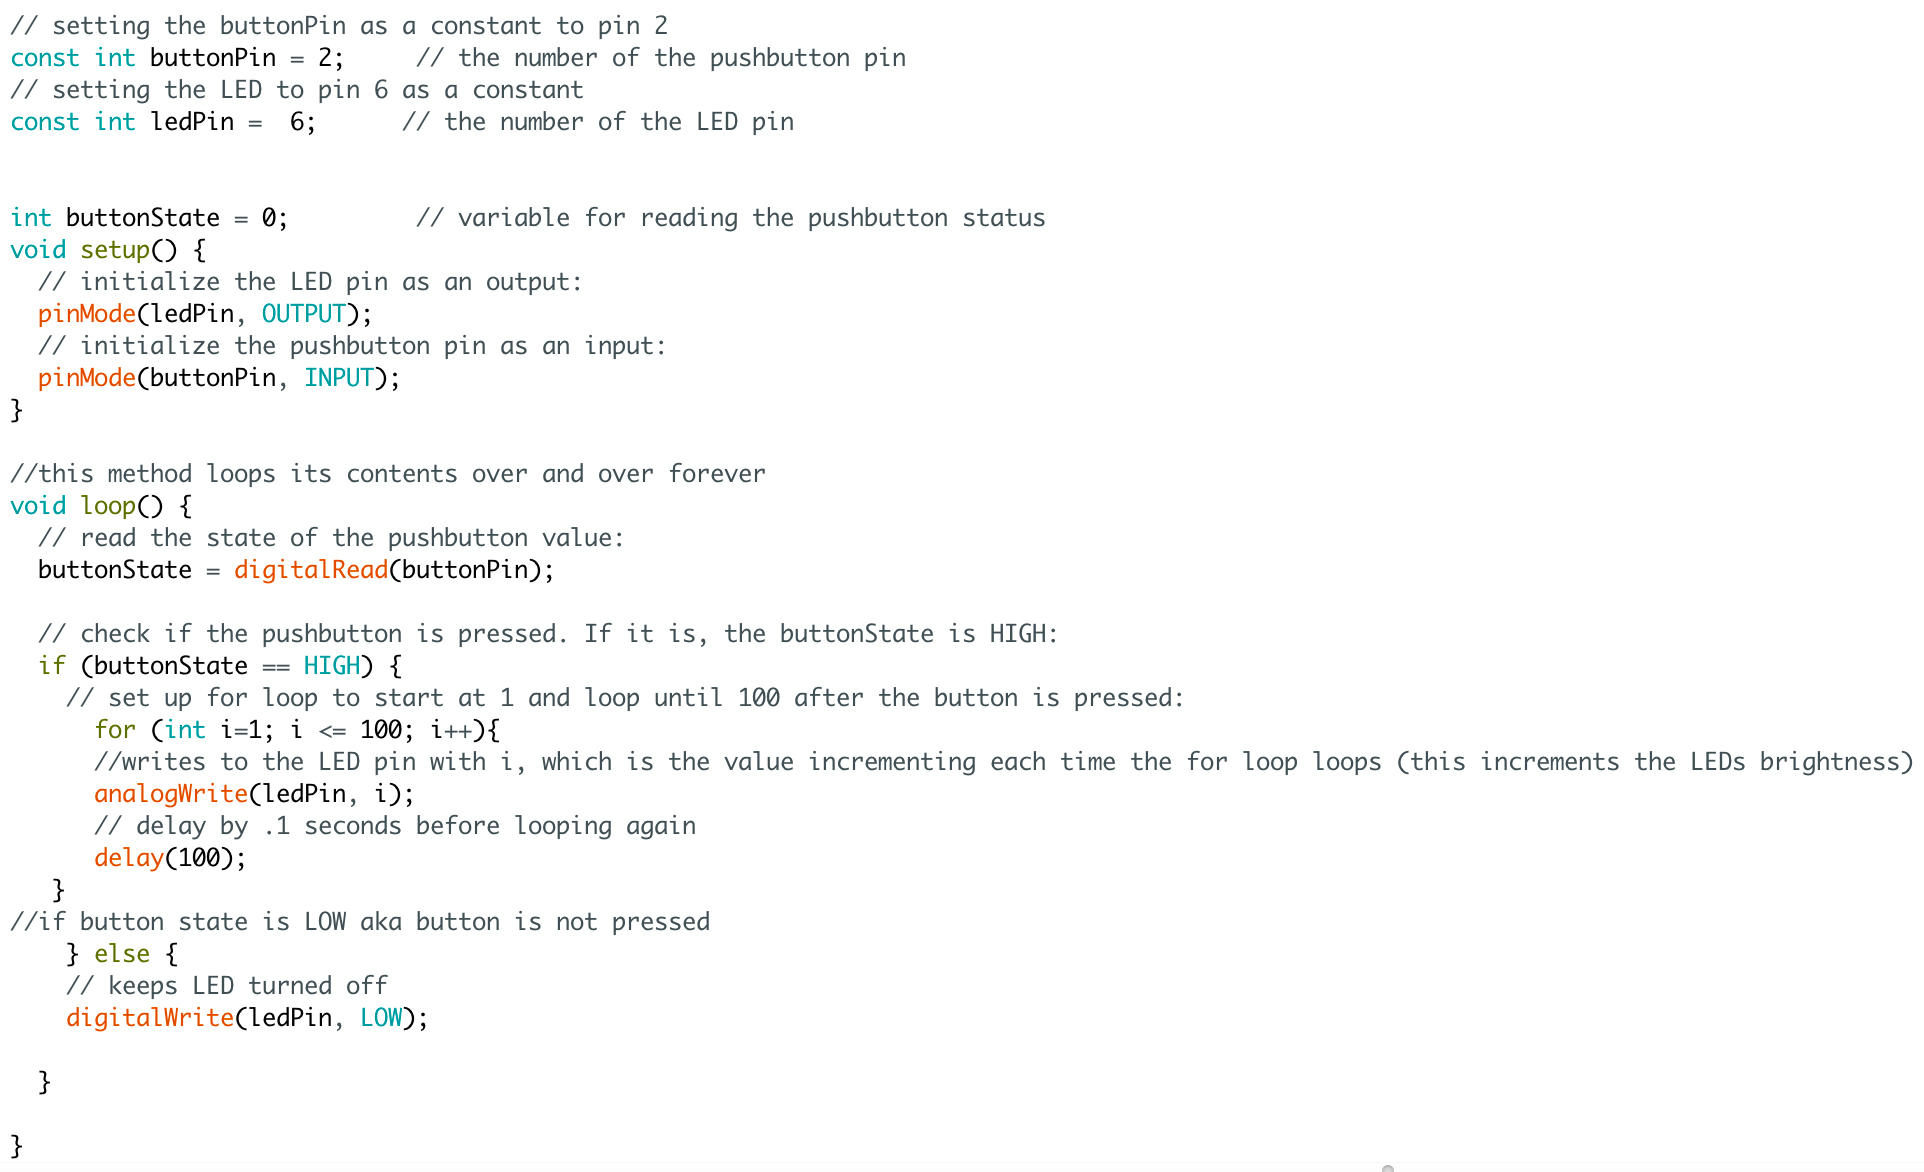 // setting the buttonPin as a constant to pin 2
const int buttonPin = 2;     // the number of the pushbutton pin
// setting the LED to pin 6 as a constant
const int ledPin =  6;      // the number of the LED pin
int buttonState = 0;         // variable for reading the pushbutton status
void setup() {
  // initialize the LED pin as an output:
  pinMode(ledPin, OUTPUT);
  // initialize the pushbutton pin as an input:
  pinMode(buttonPin, INPUT);
}
//this method loops its contents over and over forever
void loop() {
  // read the state of the pushbutton value:
  buttonState = digitalRead(buttonPin);
  // check if the pushbutton is pressed. If it is, the buttonState is HIGH:
  if (buttonState == HIGH) {
    // set up for loop to start at 1 and loop until 100 after the button is pressed:
      for (int i=1; i <= 100; i++){
      //writes to the LED pin with i, which is the value incrementing each time the for loop loops (this increments the LEDs brightness)
      analogWrite(ledPin, i);
      // delay by .1 seconds before looping again
      delay(100);
   }
//if button state is LOW aka button is not pressed
    } else {
    // keeps LED turned off
    digitalWrite(ledPin, LOW);
  }
}